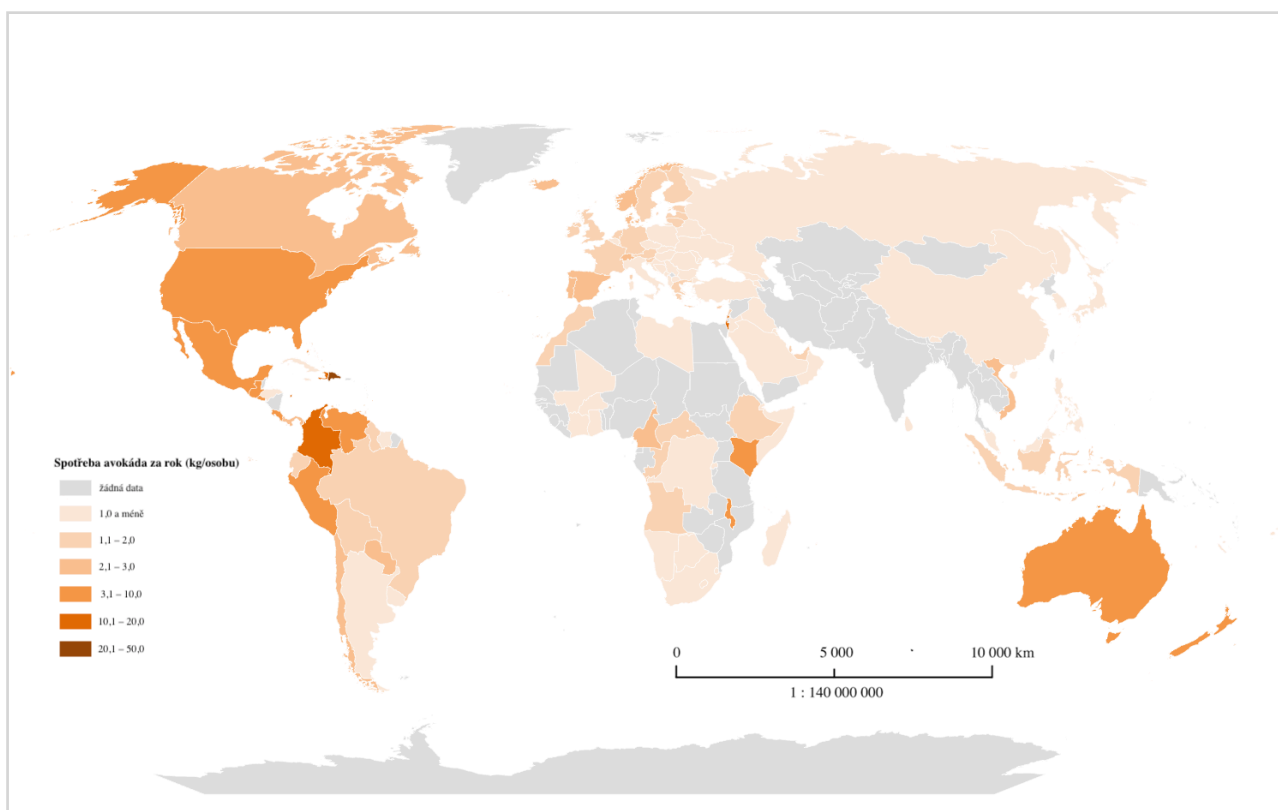 Spotřeba avokáda za rok (kg/osobu)
žádná data
1,0 a méně
1,1 – 2,0
2,1 – 3,0
3,1 – 10,0
10,1 – 20,0
20,1 – 50,0
0 5 000 10 000 km
1 : 140 000 000